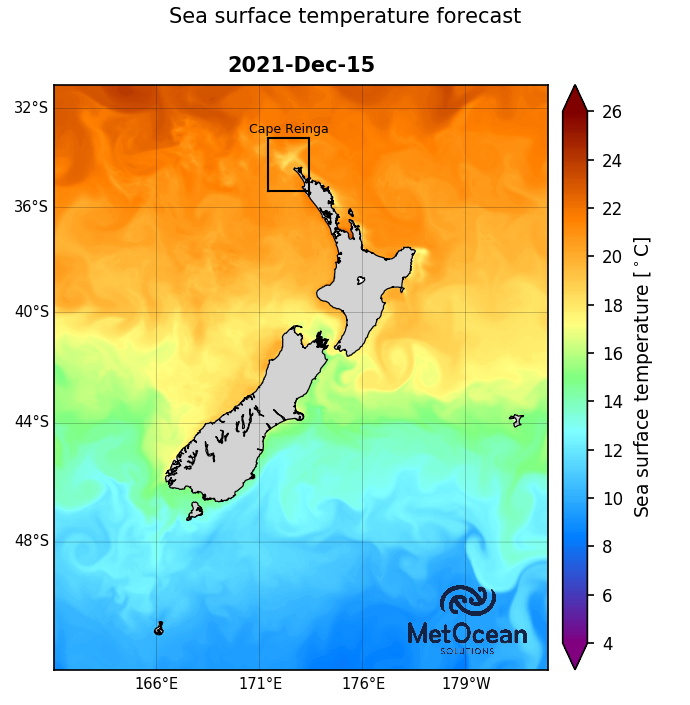 Sea surface temperature forecast
2021-Dec-15
Cape Reinga
32°S
36°S
40°S
44°S
48°S
166°E
171°E
176°E
179°W
MetOcean
SOLUTIONS
26
24
22
20
18
16
14
12
10
8
6
4
Sea surface temperature [°C]